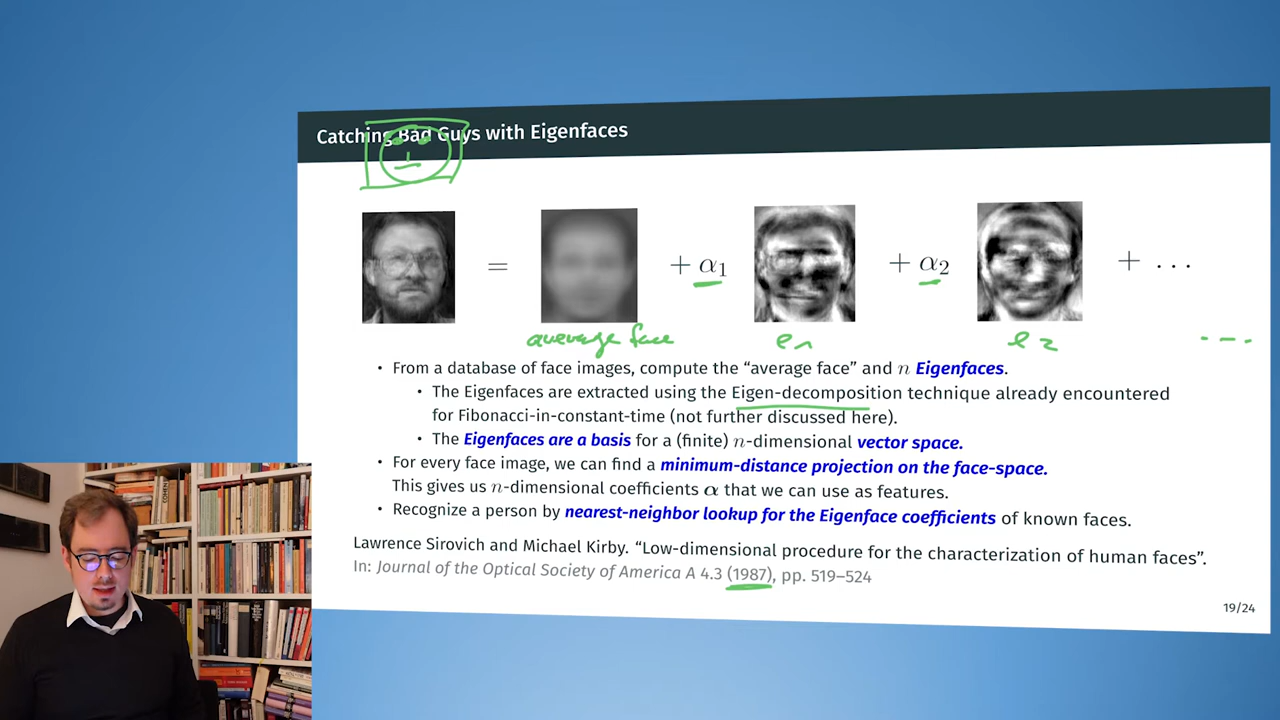 Catching Bad Guys with Eigenfaces
= + α₁ + α₂ + ...
average face e₁ e₂ ...
• From a database of face images, compute the “average face” and n Eigenfaces.
• The Eigenfaces are extracted using the Eigen-decomposition technique already encountered
for Fibonacci-in-constant-time (not further discussed here).
• The Eigenfaces are a basis for a (finite) n-dimensional vector space.
• For every face image, we can find a minimum-distance projection on the face-space.
This gives us n-dimensional coefficients α that we can use as features.
• Recognize a person by nearest-neighbor lookup for the Eigenface coefficients of known faces.
Lawrence Sirovich and Michael Kirby. “Low-dimensional procedure for the characterization of human faces”.
In: Journal of the Optical Society of America A 4.3 (1987), pp. 519–524
19/24